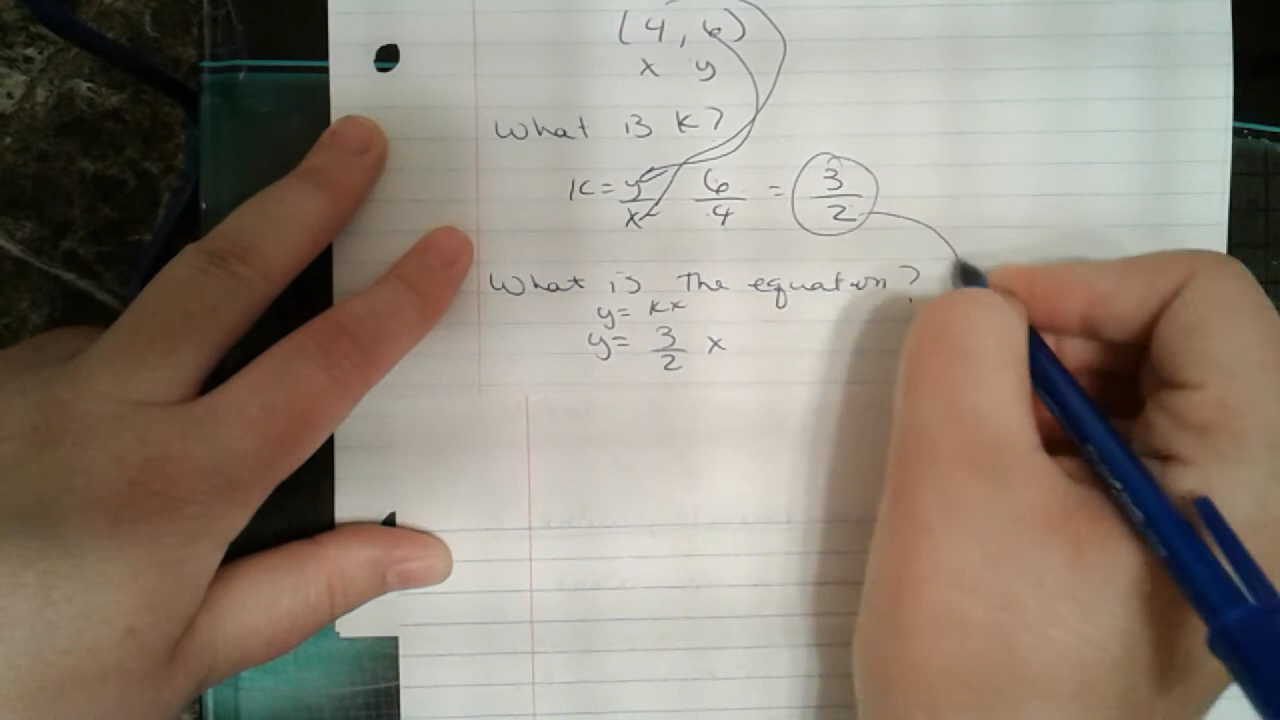 (4, 6)
x y
What is K?
K = y/x 6/4 = 3/2
What is the equation?
y = kx
y = 3/2 x